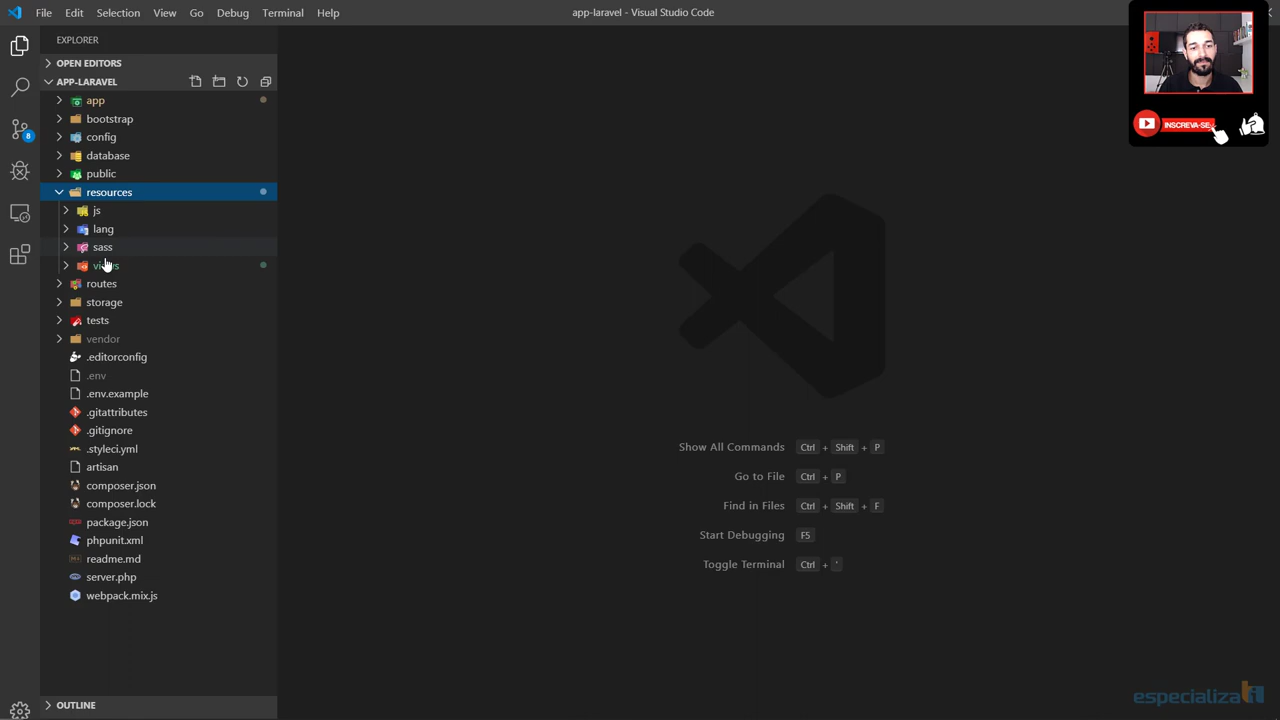 File Edit Selection View Go Debug Terminal Help
app-laravel - Visual Studio Code
EXPLORER
OPEN EDITORS
APP-LARAVEL
app
bootstrap
config
database
public
resources
js
lang
sass
views
routes
storage
tests
vendor
.editorconfig
.env
.env.example
.gitattributes
.gitignore
.styleci.yml
artisan
composer.json
composer.lock
package.json
phpunit.xml
readme.md
server.php
webpack.mix.js
OUTLINE
8
Show All Commands Ctrl + Shift + P
Go to File Ctrl + P
Find in Files Ctrl + Shift + F
Start Debugging F5
Toggle Terminal Ctrl + '
INSCREVA-SE
especializati